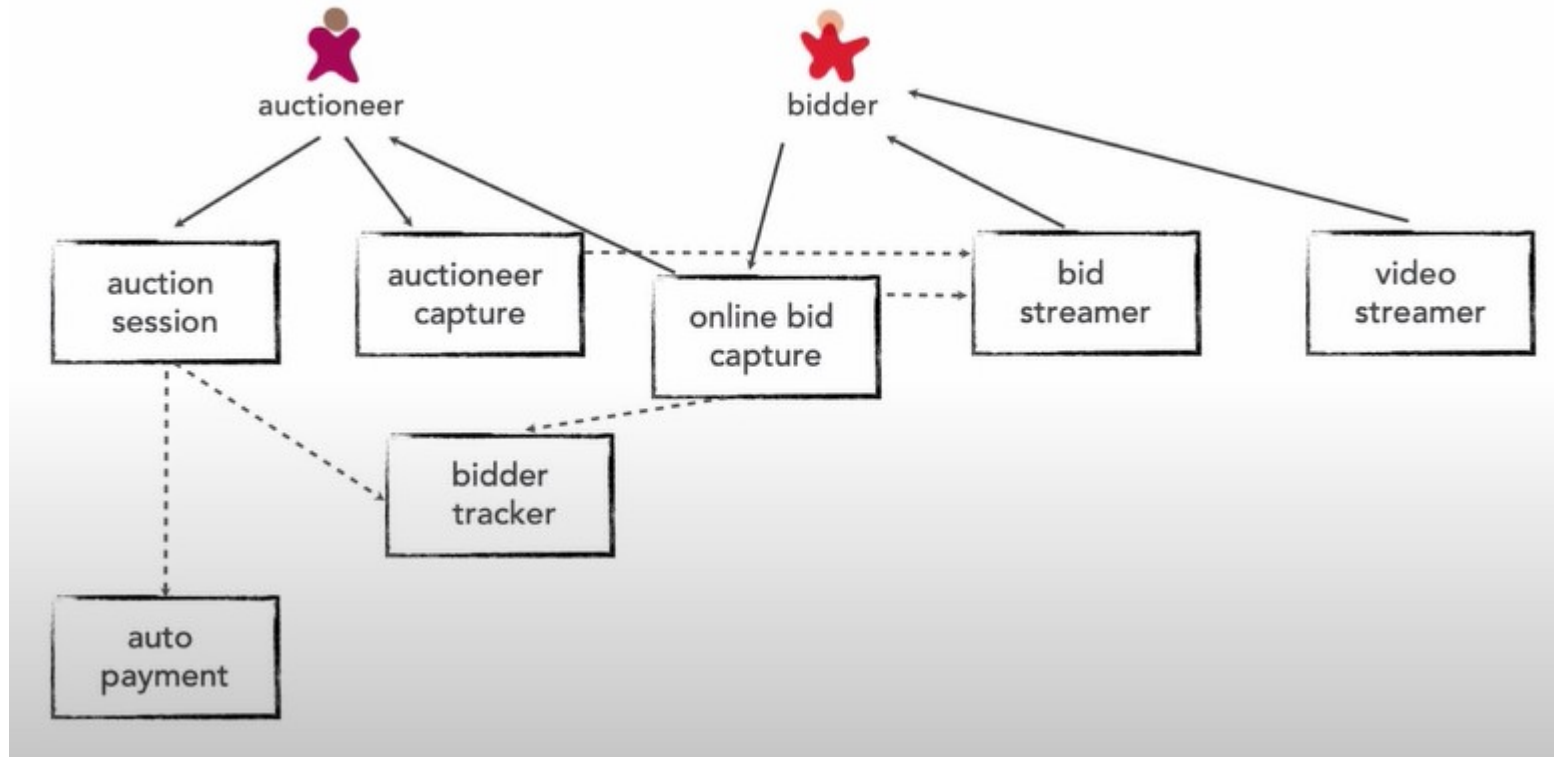 auctioneer
bidder
auction
session
auctioneer
capture
online bid
capture
bid
streamer
video
streamer
bidder
tracker
auto
payment